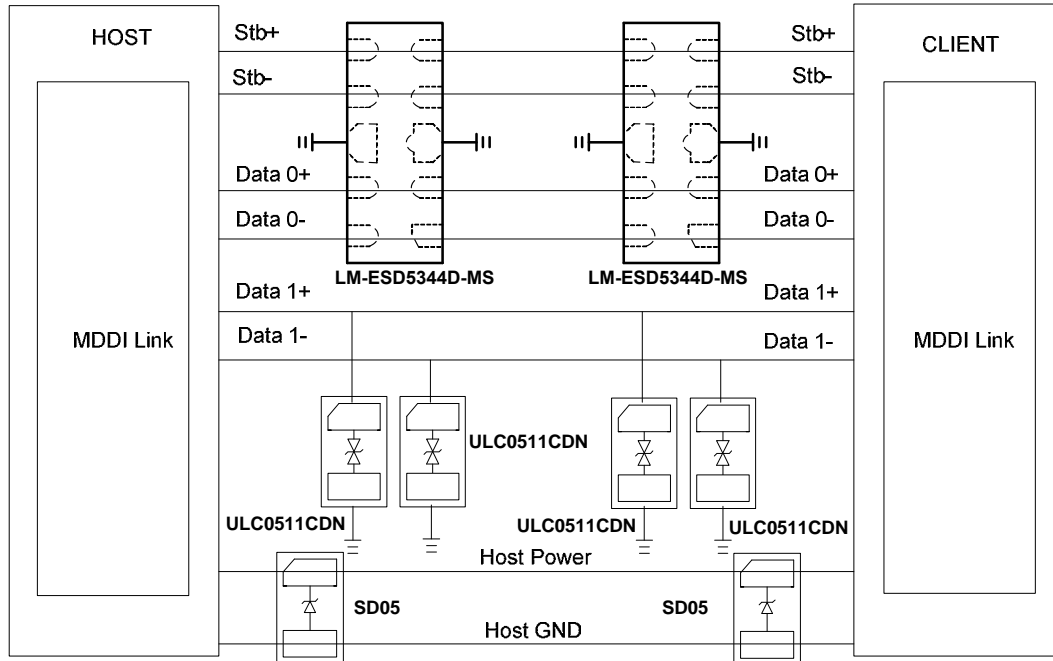 HOST
CLIENT
Stb+
Stb+
Stb-
Stb-
Data 0+
Data 0+
Data 0-
Data 0-
LM-ESD5344D-MS
LM-ESD5344D-MS
Data 1+
Data 1+
MDDI Link
Data 1-
Data 1-
MDDI Link
ULC0511CDN
ULC0511CDN
ULC0511CDN
ULC0511CDN
Host Power
SD05
SD05
Host GND